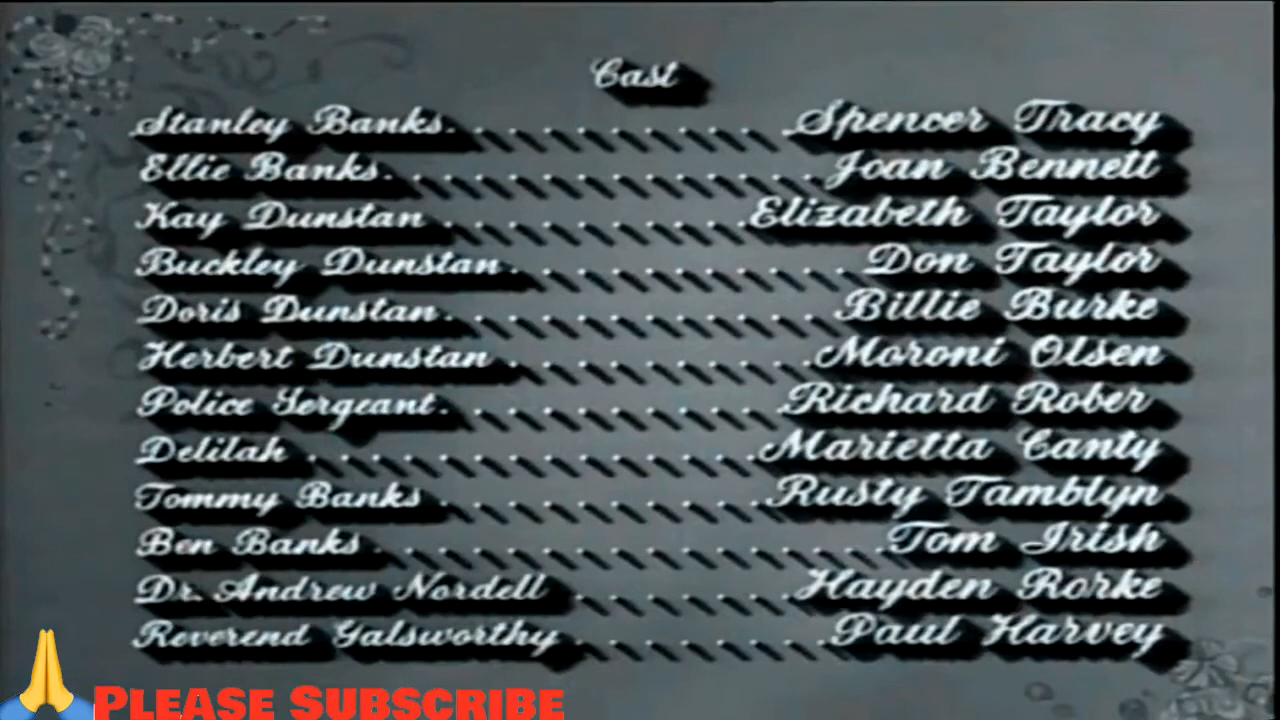 Cast
Stanley Banks. . . . . . . . . . . . . Spencer Tracy
Ellie Banks. . . . . . . . . . . . . . . . Joan Bennett
Kay Dunstan . . . . . . . . . . . . Elizabeth Taylor
Buckley Dunstan. . . . . . . . . . . . . Don Taylor
Doris Dunstan. . . . . . . . . . . . . . Billie Burke
Herbert Dunstan . . . . . . . . . . . Moroni Olsen
Police Sergeant. . . . . . . . . . . . Richard Rober
Delilah . . . . . . . . . . . . . . . . Marietta Canty
Tommy Banks . . . . . . . . . . . . Rusty Tamblyn
Ben Banks . . . . . . . . . . . . . . . . . . Tom Irish
Dr. Andrew Nordell . . . . . . . . Hayden Rorke
Reverend Galsworthy . . . . . . . . . Paul Harvey
PLEASE SUBSCRIBE